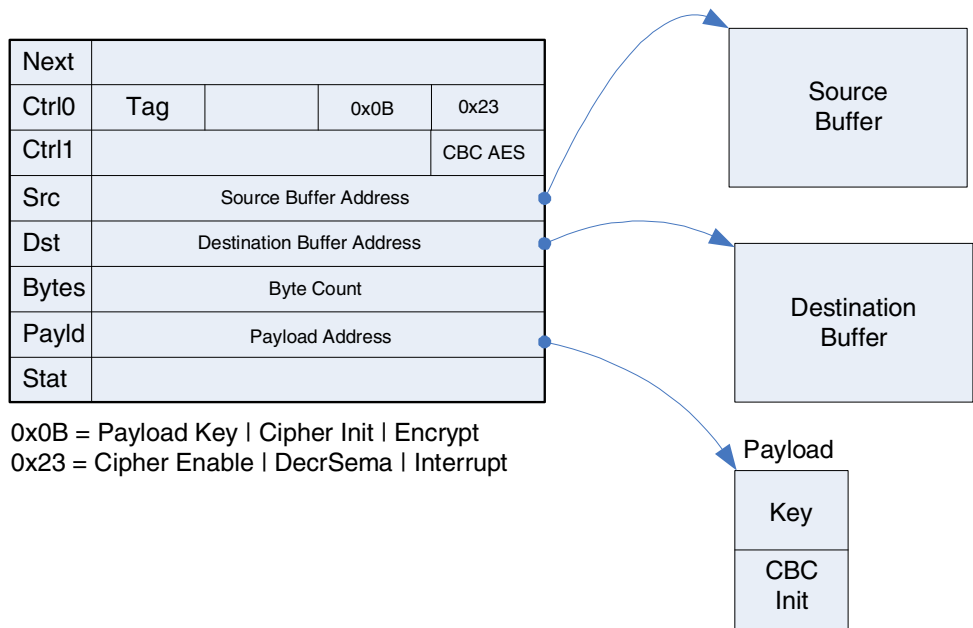 Next
Ctrl0 Tag 0x0B 0x23
Ctrl1 CBC AES
Src Source Buffer Address
Dst Destination Buffer Address
Bytes Byte Count
Payld Payload Address
Stat
0x0B = Payload Key | Cipher Init | Encrypt
0x23 = Cipher Enable | DecrSema | Interrupt
Source
Buffer
Destination
Buffer
Payload
Key
CBC
Init